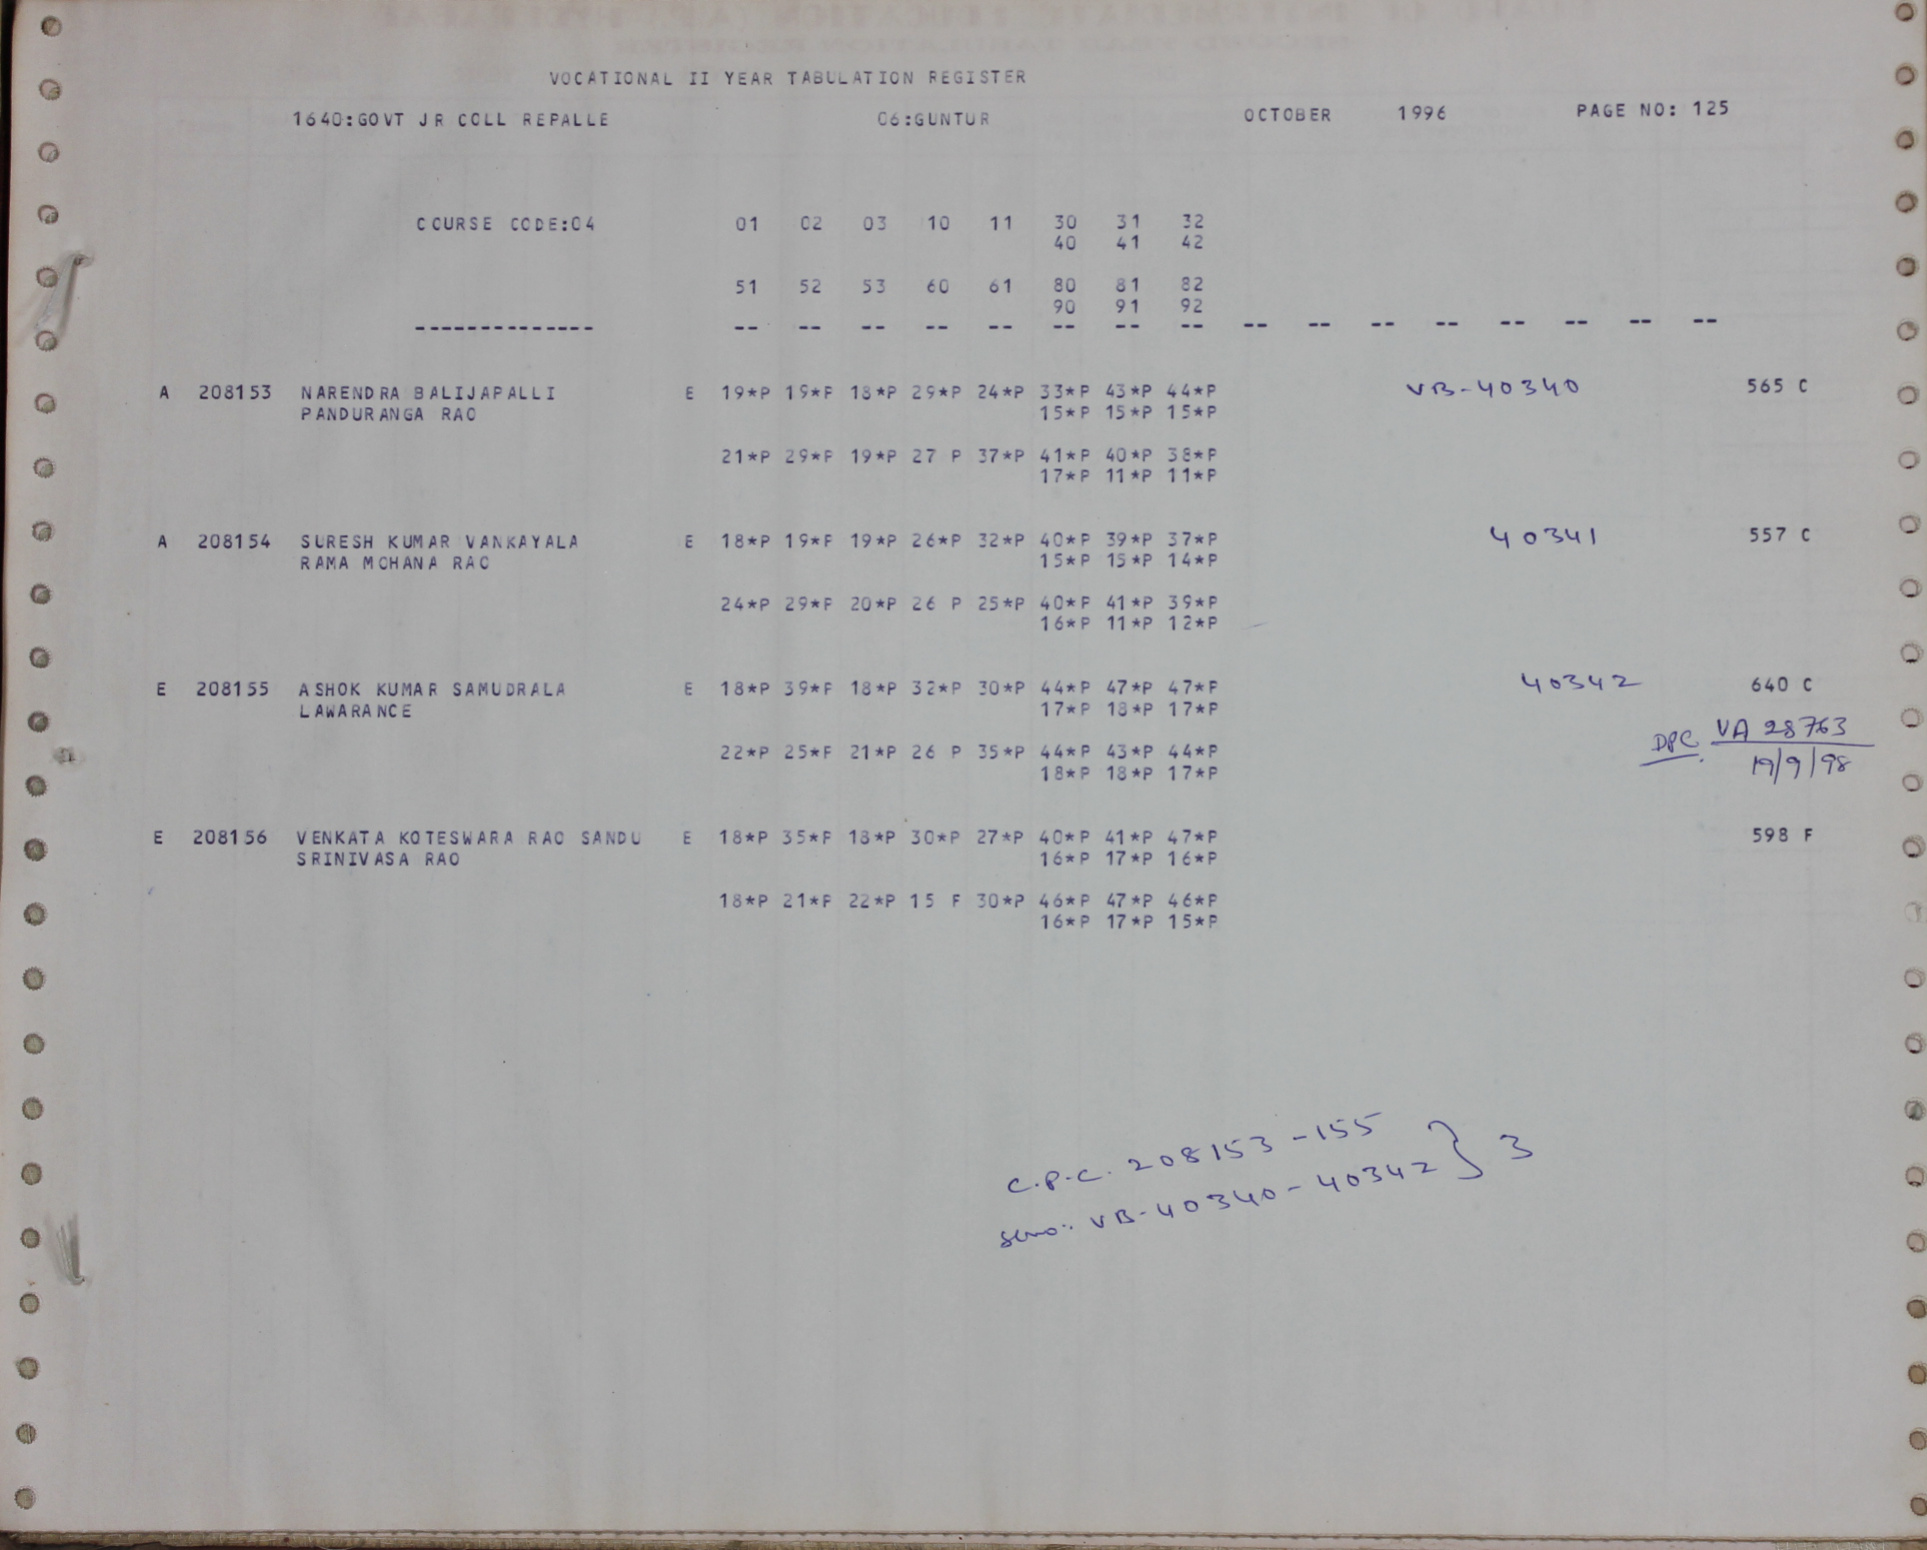 VOCATIONAL II YEAR TABULATION REGISTER
1640:GOVT JR COLL REPALLE 06:GUNTUR OCTOBER 1996 PAGE NO: 125
COURSE CODE:04 01 02 03 10 11 30 31 32
40 41 42
51 52 53 60 61 80 81 82
90 91 92
-------------- -- -- -- -- -- -- -- -- -- -- -- -- -- -- -- --
A 208153 NARENDRA BALIJAPALLI E 19*P 19*P 18*P 29*P 24*P 33*P 43*P 44*P VB-40340 565 C
PANDURANGA RAO 15*P 15*P 15*P
21*P 29*P 19*P 27 P 37*P 41*P 40*P 38*P
17*P 11*P 11*P
A 208154 SURESH KUMAR VANKAYALA E 18*P 19*P 19*P 26*P 32*P 40*P 39*P 37*P 40341 557 C
RAMA MOHANA RAO 15*P 15*P 14*P
24*P 29*P 20*P 26 P 25*P 40*P 41*P 39*P
16*P 11*P 12*P
E 208155 ASHOK KUMAR SAMUDRALA E 18*P 39*P 18*P 32*P 30*P 44*P 47*P 47*P 40342 640 C
LAWARANCE 17*P 18*P 17*P
DPC. VA 28763
22*P 25*P 21*P 26 P 35*P 44*P 43*P 44*P 19/9/98
18*P 18*P 17*P
E 208156 VENKATA KOTESWARA RAO SANDU E 18*P 35*P 18*P 30*P 27*P 40*P 41*P 47*P 598 F
SRINIVASA RAO 16*P 17*P 16*P
18*P 21*P 22*P 15 F 30*P 46*P 47*P 46*P
16*P 17*P 15*P
C.P.C. 208153-155 } 3
VB-40340-40342